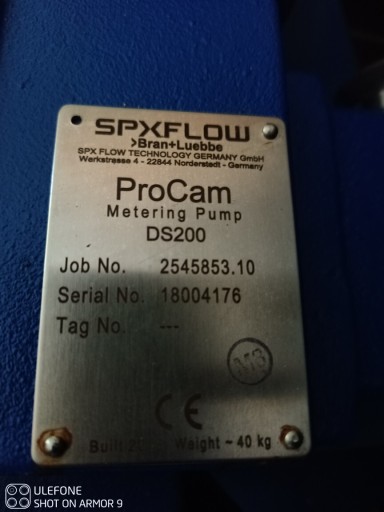 SPXFLOW
>Bran+Luebbe
SPX FLOW TECHNOLOGY GERMANY GmbH
Werkstrasse 4 - 22844 Norderstedt - Germany
ProCam
Metering Pump
DS200
Job No. 2545853.10
Serial No. 18004176
Tag No. ---
CE
Built Weight ~ 40 kg
ULEFONE
SHOT ON ARMOR 9